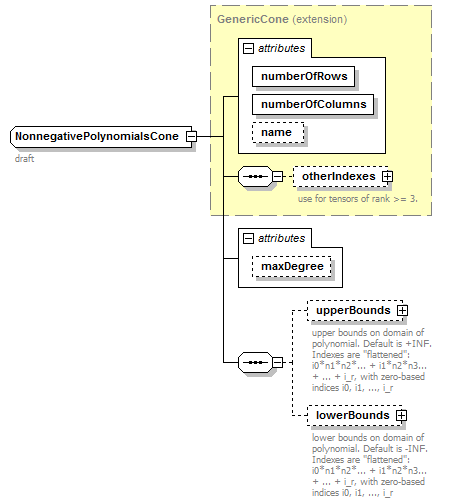 GenericCone (extension)
attributes
numberOfRows
numberOfColumns
name
NonnegativePolynomialsCone
draft
otherIndexes
use for tensors of rank >= 3.
attributes
maxDegree
upperBounds
upper bounds on domain of
polynomial. Default is +INF.
Indexes are "flattened":
i0*n1*n2*... + i1*n2*n3...
+ ... + i_r, with zero-based
indices i0, i1, ..., i_r
lowerBounds
lower bounds on domain of
polynomial. Default is -INF.
Indexes are "flattened":
i0*n1*n2*... + i1*n2*n3...
+ ... + i_r, with zero-based
indices i0, i1, ..., i_r